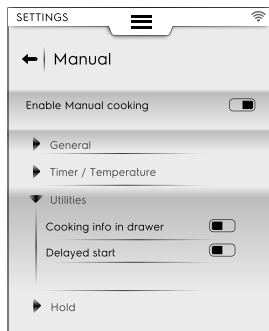 SETTINGS
Manual
Enable Manual cooking
General
Timer / Temperature
Utilities
Cooking info in drawer
Delayed start
Hold